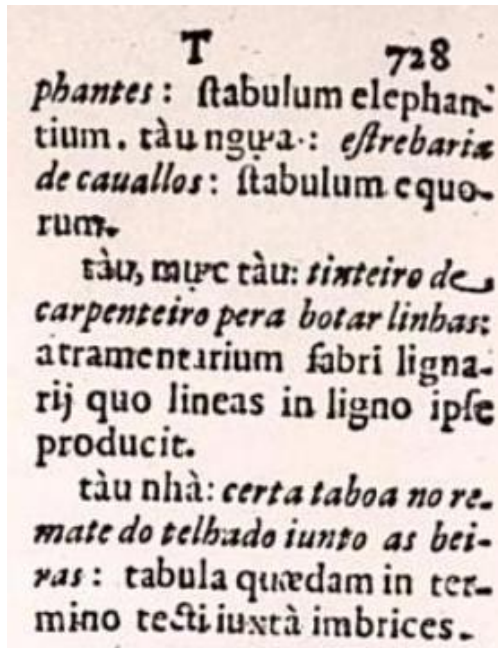 T 728
phantes : ſtabulum elephan-
tium . tàu ngựa : eſtrebaria
de cauallos : ſtabulum equo-
rum.
tàu, mực tàu: tinteiro de
carpenteiro pera botar linhas:
atramentarium fabri ligna-
rij quo lineas in ligno ipſe
producit.
tàu nhà: certa taboa no re-
mate do telhado iunto as bei-
ras : tabula quædam in ter-
mino tecti iuxtà imbrices .